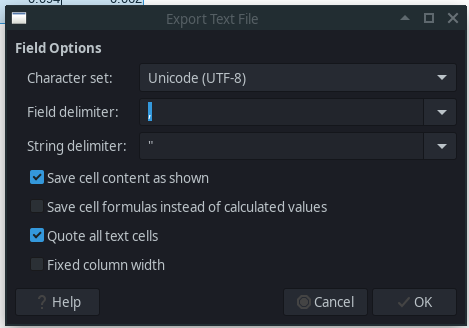 Export Text File
Field Options
Character set: Unicode (UTF-8)
Field delimiter: ,
String delimiter: "
Save cell content as shown
Save cell formulas instead of calculated values
Quote all text cells
Fixed column width
? Help Cancel OK